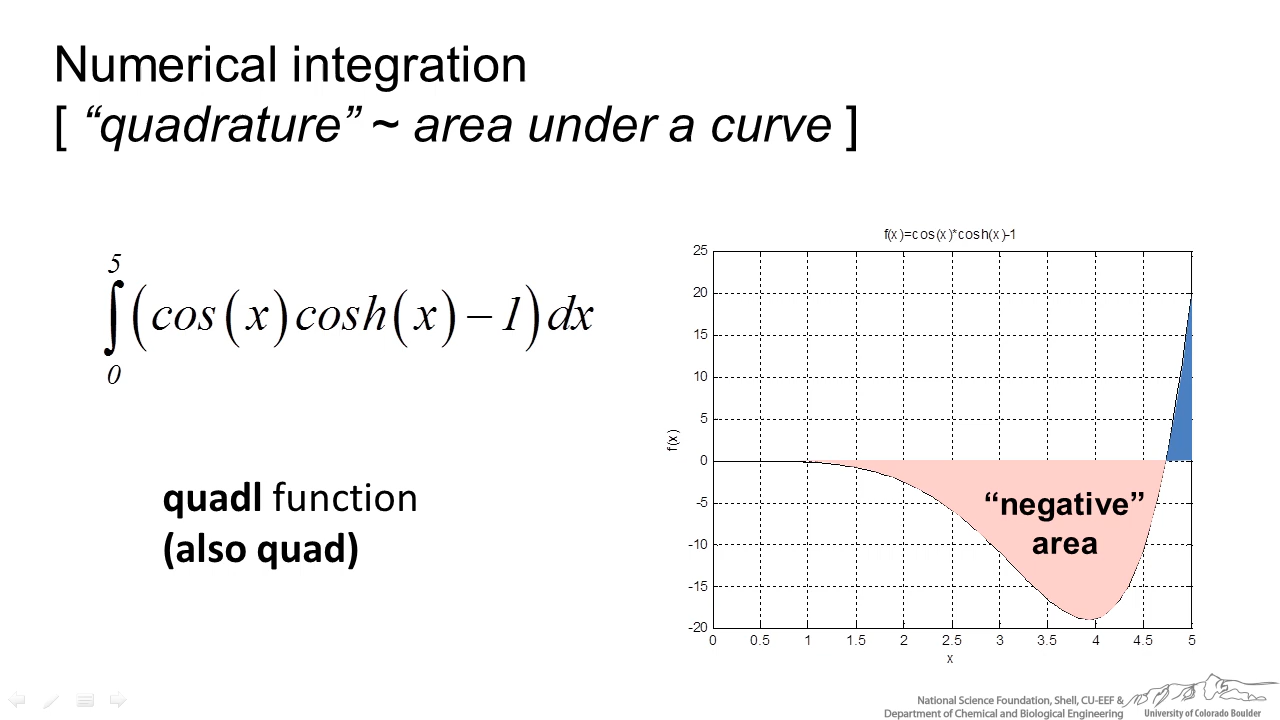 Numerical integration
[ “quadrature” ~ area under a curve ]
5
∫(cos(x)cosh(x)−1)dx
0
quadl function
(also quad)
f(x)=cos(x)*cosh(x)-1
25
20
15
10
5
0
-5
-10
-15
-20
f(x)
“negative”
area
0 0.5 1 1.5 2 2.5 3 3.5 4 4.5 5
x
National Science Foundation, Shell, CU-EEF &
Department of Chemical and Biological Engineering
University of Colorado Boulder